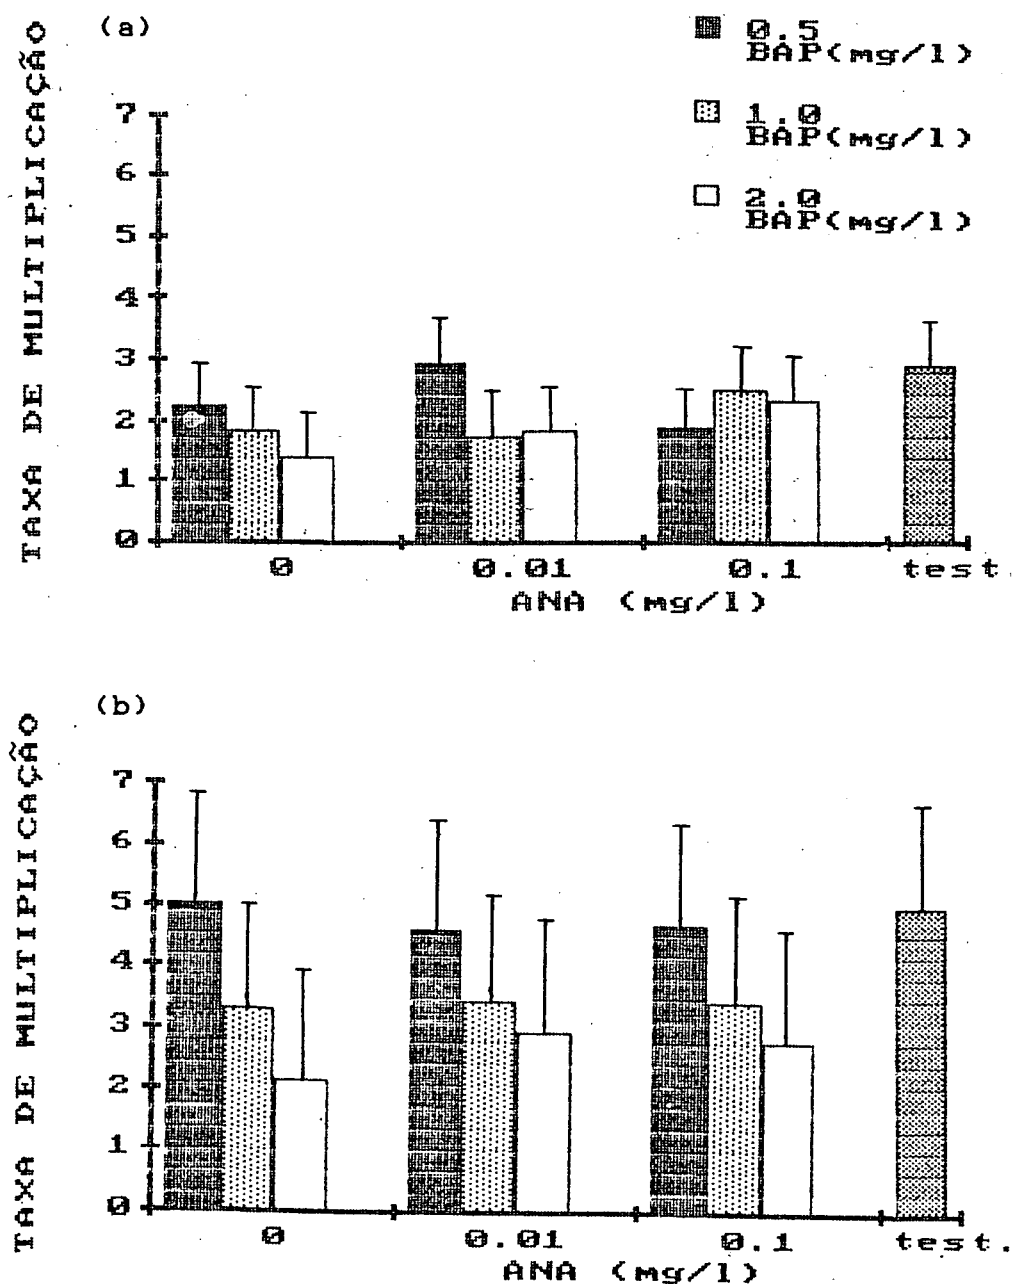 (a)
TAXA DE MULTIPLICAÇÃO
0.5
BAP(mg/l)
1.0
BAP(mg/l)
2.0
BAP(mg/l)
7
6
5
4
3
2
1
0
0 0.01 0.1 test.
ANA (mg/l)
(b)
TAXA DE MULTIPLICAÇÃO
7
6
5
4
3
2
1
0
0 0.01 0.1 test.
ANA (mg/l)